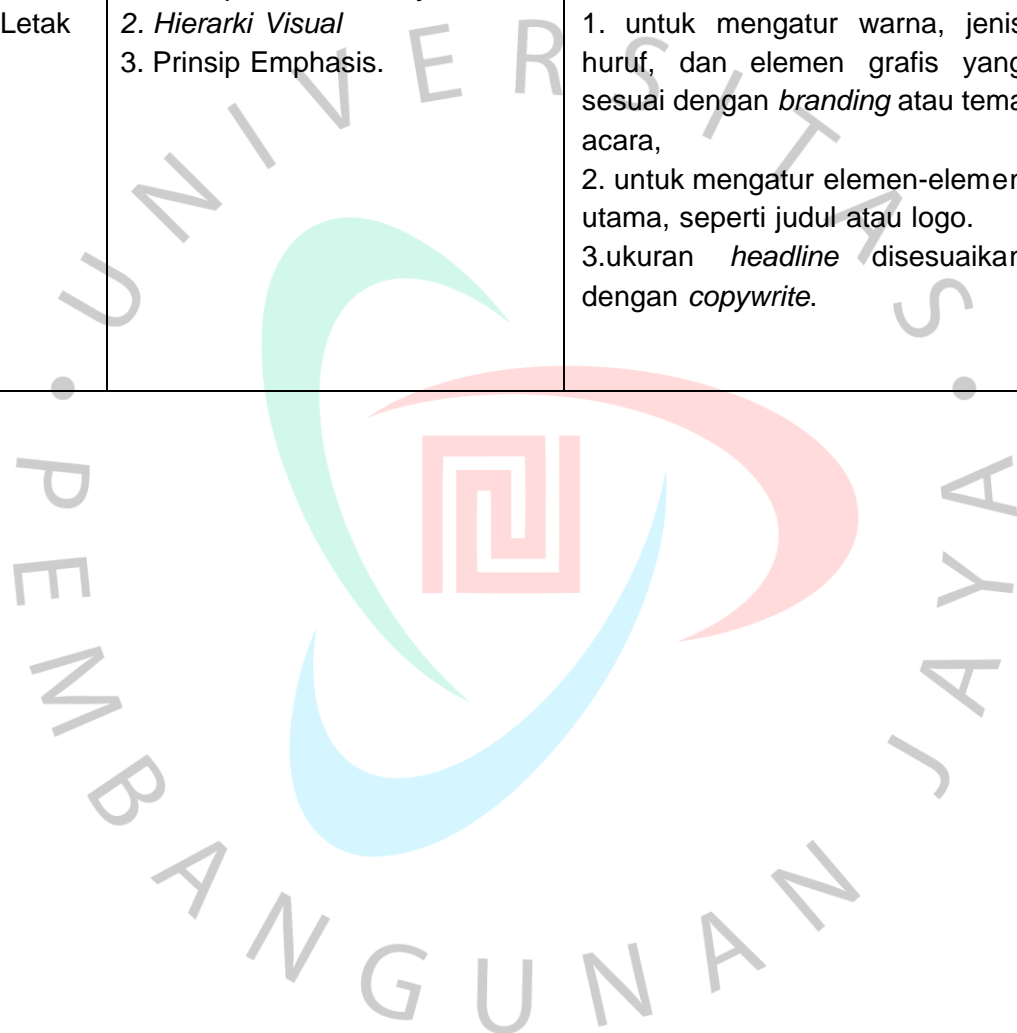 Letak
2. Hierarki Visual
3. Prinsip Emphasis.
1. untuk mengatur warna, jenis
huruf, dan elemen grafis yang
sesuai dengan branding atau tema
acara,
2. untuk mengatur elemen-elemen
utama, seperti judul atau logo.
3.ukuran headline disesuaikan
dengan copywrite.
UNIVERSITAS
PEMBANGUNAN JAYA